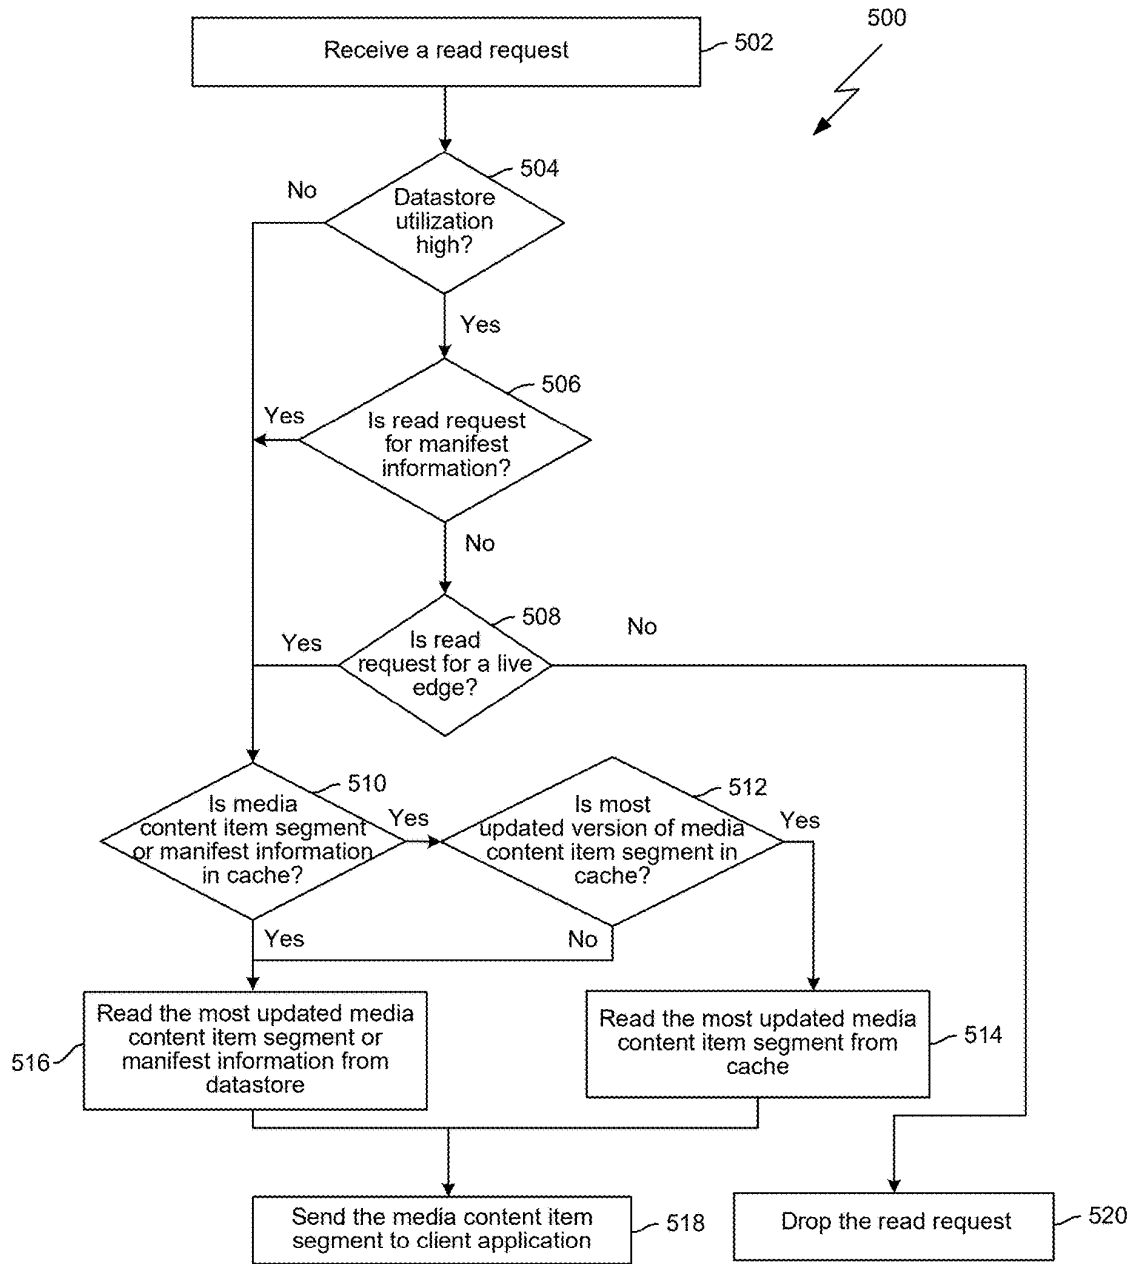 500
Receive a read request
502
504
No
Datastore
utilization
high?
Yes
506
Yes
Is read request
for manifest
information?
No
508
No
Yes
Is read
request for a live
edge?
510
512
Is media
content item segment
or manifest information
in cache?
Yes
Is most
updated version of media
content item segment in
cache?
Yes
Yes
No
Read the most updated media
content item segment or
manifest information from
datastore
516
Read the most updated media
content item segment from
cache
514
Send the media content item
segment to client application
518
Drop the read request
520